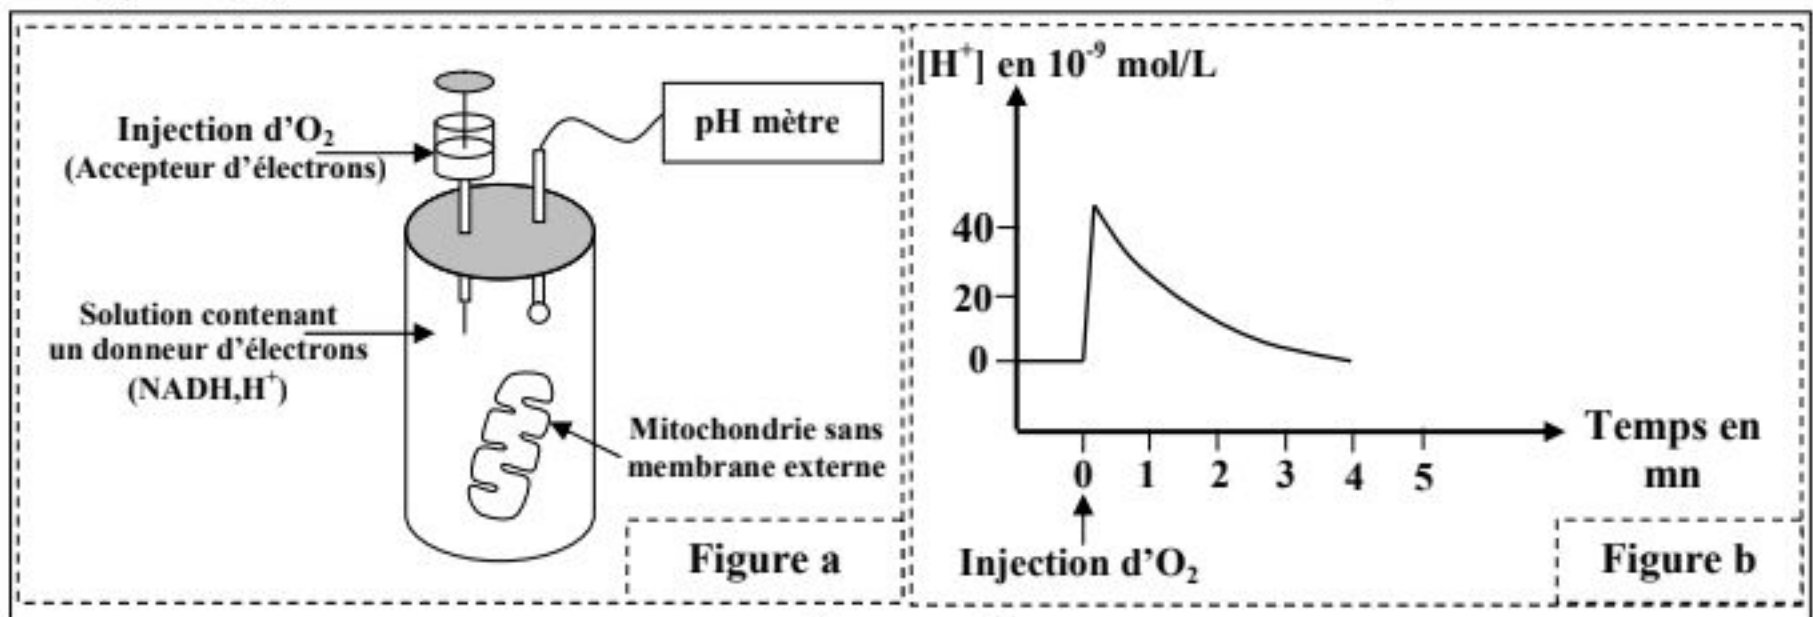 Injection d'O₂
(Accepteur d'électrons)
pH mètre
Solution contenant
un donneur d'électrons
(NADH,H⁺)
Mitochondrie sans
membrane externe
Figure a
[H⁺] en 10⁻⁹ mol/L
40
20
0
0 1 2 3 4 5
Temps en
mn
Injection d'O₂
Figure b